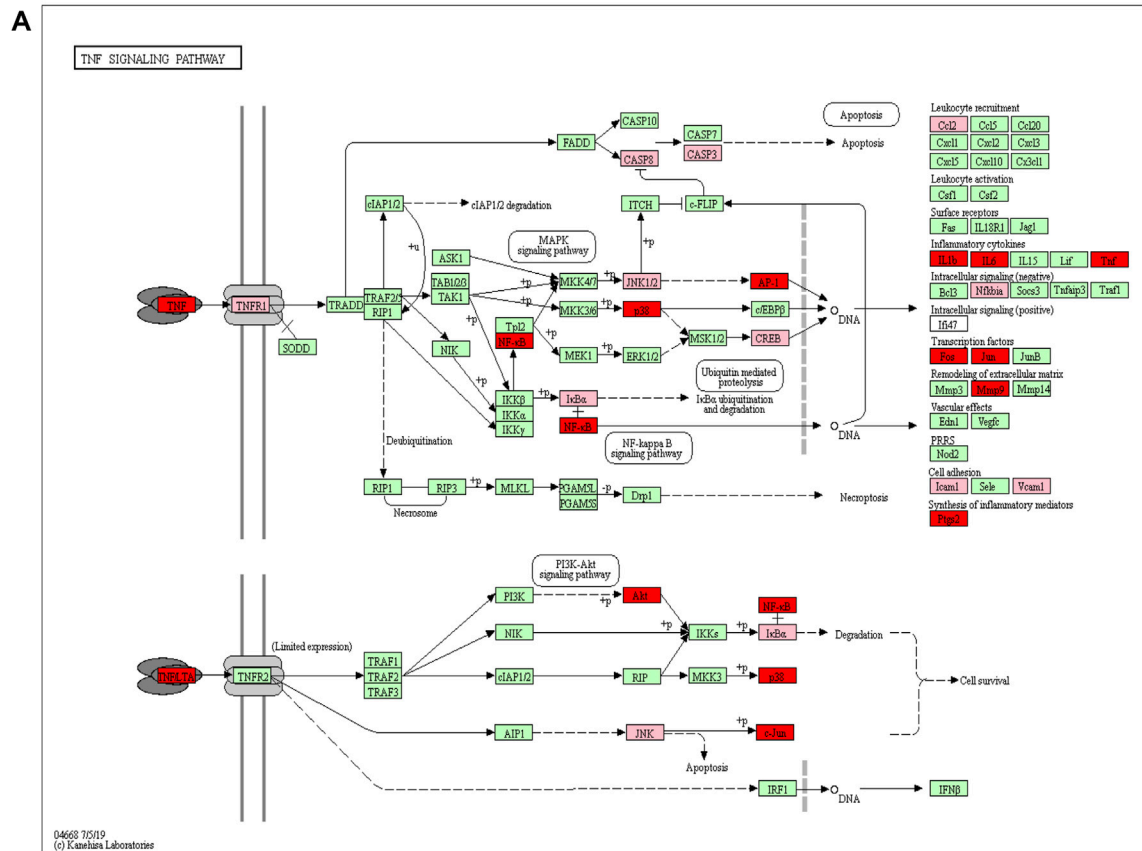 A
TNF SIGNALING PATHWAY
Leukocyte recruitment
Ccl2 Ccl5 Ccl20
Cxcl1 Cxcl2 Cxcl3
Cxcl5 Cxcl10 Cx3cl1
Leukocyte activation
Csf1 Csf2
Surface receptors
Fas IL18R1 Jag1
Inflammatory cytokines
IL1b IL6 IL15 Lif Tnf
Intracellular signaling (negative)
Bcl3 Nfkbia Socs3 Tnfaip3 Traf1
Intracellular signaling (positive)
Ifi47
Transcription factors
Fos Jun JunB
Remodeling of extracellular matrix
Mmp3 Mmp9 Mmp14
Vascular effects
Edn1 Vegfc
PRRS
Nod2
Cell adhesion
Icam1 Sele Vcam1
Synthesis of inflammatory mediators
Ptgs2
Apoptosis
CASP10
FADD
CASP8
CASP7
CASP3
Apoptosis
cIAP1/2
cIAP1/2 degradation
ITCH
c-FLIP
+u
+p
MAPK
signaling pathway
ASK1
TAB1/2/3
TAK1
MKK4/7
+p
JNK1/2
AP-1
TNF
TNFR1
SODD
TRADD
TRAF2/5
RIP1
+p
+p
MKK3/6
+p
p38
c/EBPβ
DNA
Tpl2
NF-κB
+p
MEK1
ERK1/2
MSK1/2
CREB
NIK
+p
Ubiquitin mediated
proteolysis
IKKβ
IKKα
IKKγ
+p
IκBα
IκBα ubiquitination
and degradation
NF-κB
DNA
NF-kappa B
signaling pathway
Deubiquitination
RIP1
RIP3
Necrosome
+p
MLKL
PGAM5L
PGAM5S
-p
Drp1
Necroptosis
PI3K-Akt
signaling pathway
PI3K
+p
Akt
+p
NF-κB
NIK
+p
IKKs
+p
IκBα
Degradation
(Limited expression)
TNF/LTA
TNFR2
TRAF1
TRAF2
TRAF3
cIAP1/2
RIP
MKK3
+p
p38
Cell survival
AIP1
JNK
+p
c-Jun
Apoptosis
IRF1
DNA
IFNβ
04668 7/5/19
(c) Kanehisa Laboratories